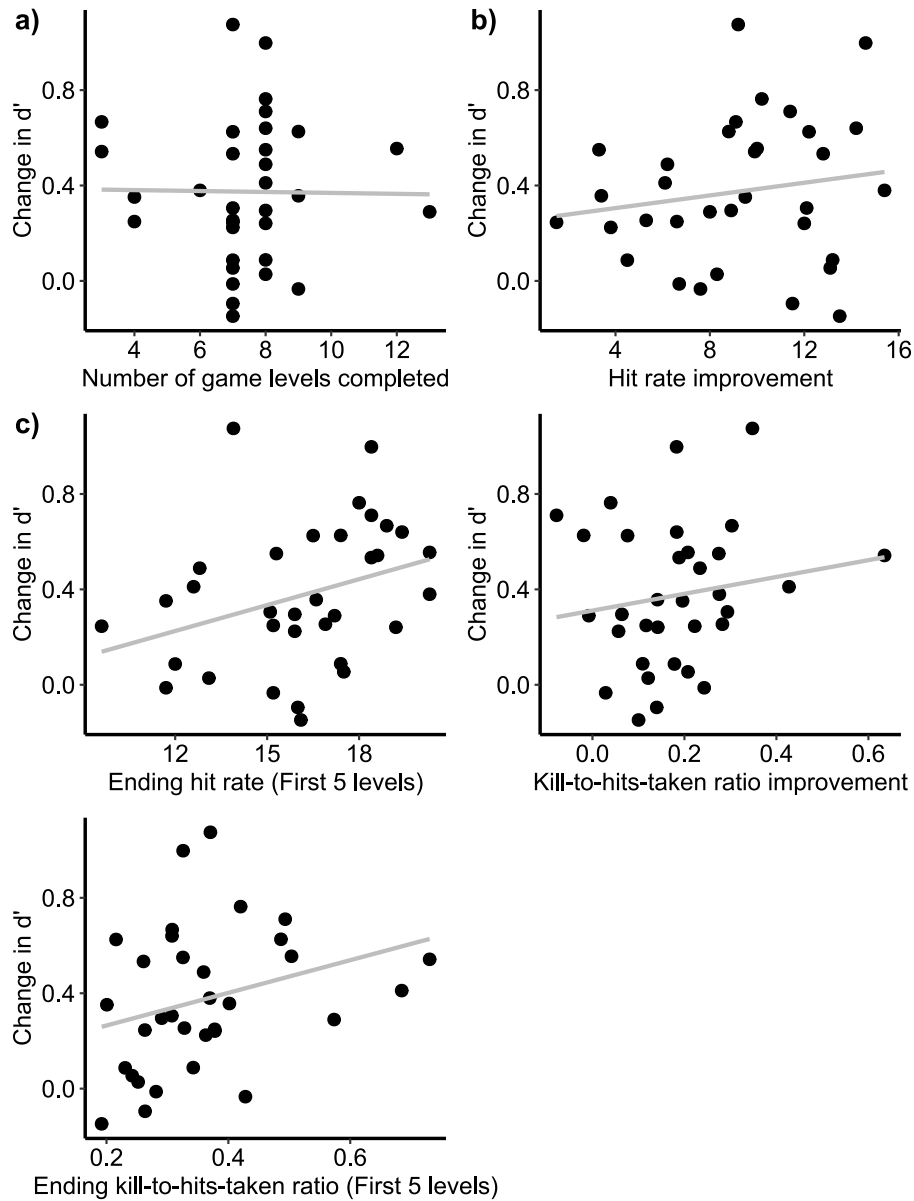 a)
Change in d'
0.8
0.4
0.0
4 6 8 10 12
Number of game levels completed
b)
Change in d'
0.8
0.4
0.0
4 8 12 16
Hit rate improvement
c)
Change in d'
0.8
0.4
0.0
12 15 18
Ending hit rate (First 5 levels)
Change in d'
0.8
0.4
0.0
0.0 0.2 0.4 0.6
Kill-to-hits-taken ratio improvement
Change in d'
0.8
0.4
0.0
0.2 0.4 0.6
Ending kill-to-hits-taken ratio (First 5 levels)